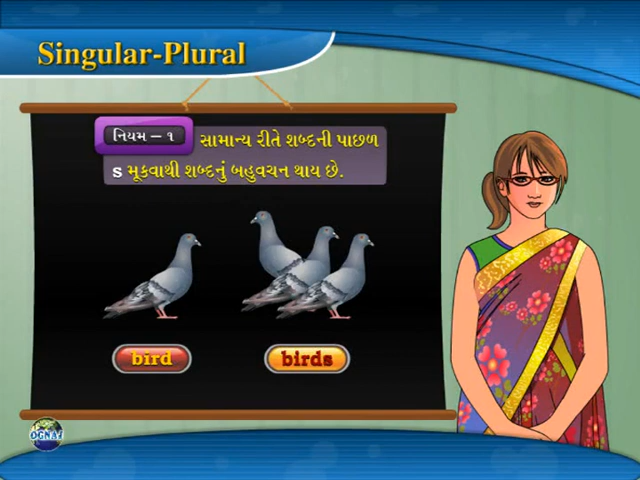 Singular-Plural
નિયમ – ૧
સામાન્ય રીતે શબ્દની પાછળ
s મૂકવાથી શબ્દનું બહુવચન થાય છે.
bird
birds